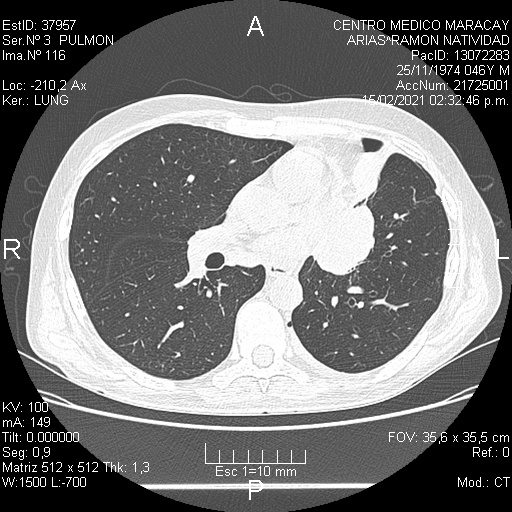 EstID: 37957
Ser.Nº 3 PULMON
Ima.Nº 116
Loc: -210,2 Ax
Ker.: LUNG
A
CENTRO MEDICO MARACAY
ARIAS^RAMON NATIVIDAD
PacID: 13072283
25/11/1974 046Y M
AccNum: 21725001
15/02/2021 02:32:46 p.m.
R
L
KV: 100
mA: 149
Tilt: 0.000000
Seg: 0,9
Matriz 512 x 512 Thk: 1,3
W:1500 L:-700
Esc 1=10 mm
P
FOV: 35,6 x 35,5 cm
Ref.: 0
Mod.: CT